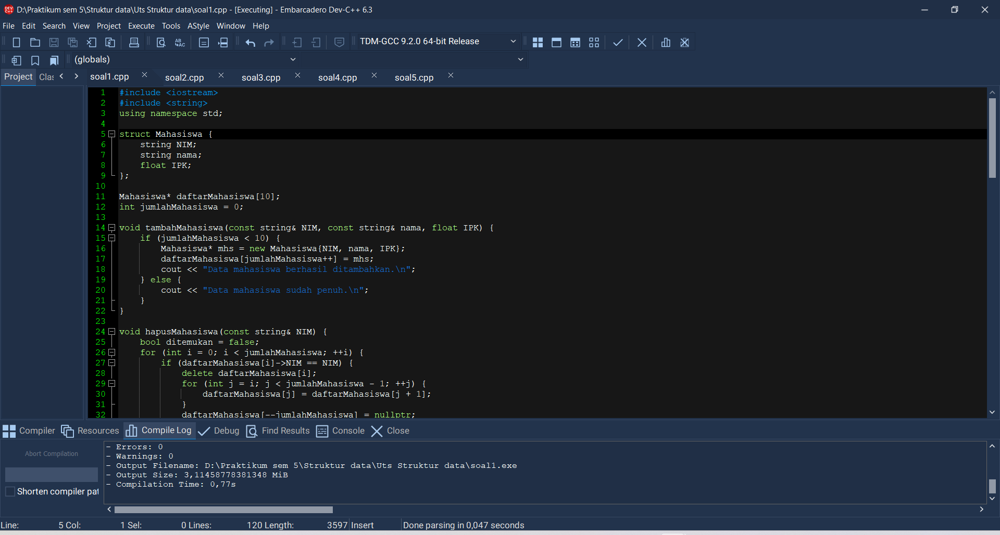 D:\Praktikum sem 5\Struktur data\Uts Struktur data\soal1.cpp - [Executing] - Embarcadero Dev-C++ 6.3
File Edit Search View Project Execute Tools AStyle Window Help
TDM-GCC 9.2.0 64-bit Release
(globals)
Project Clas soal1.cpp soal2.cpp soal3.cpp soal4.cpp soal5.cpp
1 #include <iostream>
2 #include <string>
3 using namespace std;
4
5 struct Mahasiswa {
6 string NIM;
7 string nama;
8 float IPK;
9 };
10
11 Mahasiswa* daftarMahasiswa[10];
12 int jumlahMahasiswa = 0;
13
14 void tambahMahasiswa(const string& NIM, const string& nama, float IPK) {
15 if (jumlahMahasiswa < 10) {
16 Mahasiswa* mhs = new Mahasiswa{NIM, nama, IPK};
17 daftarMahasiswa[jumlahMahasiswa++] = mhs;
18 cout << "Data mahasiswa berhasil ditambahkan.\n";
19 } else {
20 cout << "Data mahasiswa sudah penuh.\n";
21 }
22 }
23
24 void hapusMahasiswa(const string& NIM) {
25 bool ditemukan = false;
26 for (int i = 0; i < jumlahMahasiswa; ++i) {
27 if (daftarMahasiswa[i]->NIM == NIM) {
28 delete daftarMahasiswa[i];
29 for (int j = i; j < jumlahMahasiswa - 1; ++j) {
30 daftarMahasiswa[j] = daftarMahasiswa[j + 1];
31 }
32 daftarMahasiswa[--jumlahMahasiswa] = nullptr;
Compiler Resources Compile Log Debug Find Results Console Close
Abort Compilation
Shorten compiler pat
- Errors: 0
- Warnings: 0
- Output Filename: D:\Praktikum sem 5\Struktur data\Uts Struktur data\soal1.exe
- Output Size: 3,11458778381348 MiB
- Compilation Time: 0,77s
Line: 5 Col: 1 Sel: 0 Lines: 120 Length: 3597 Insert Done parsing in 0,047 seconds